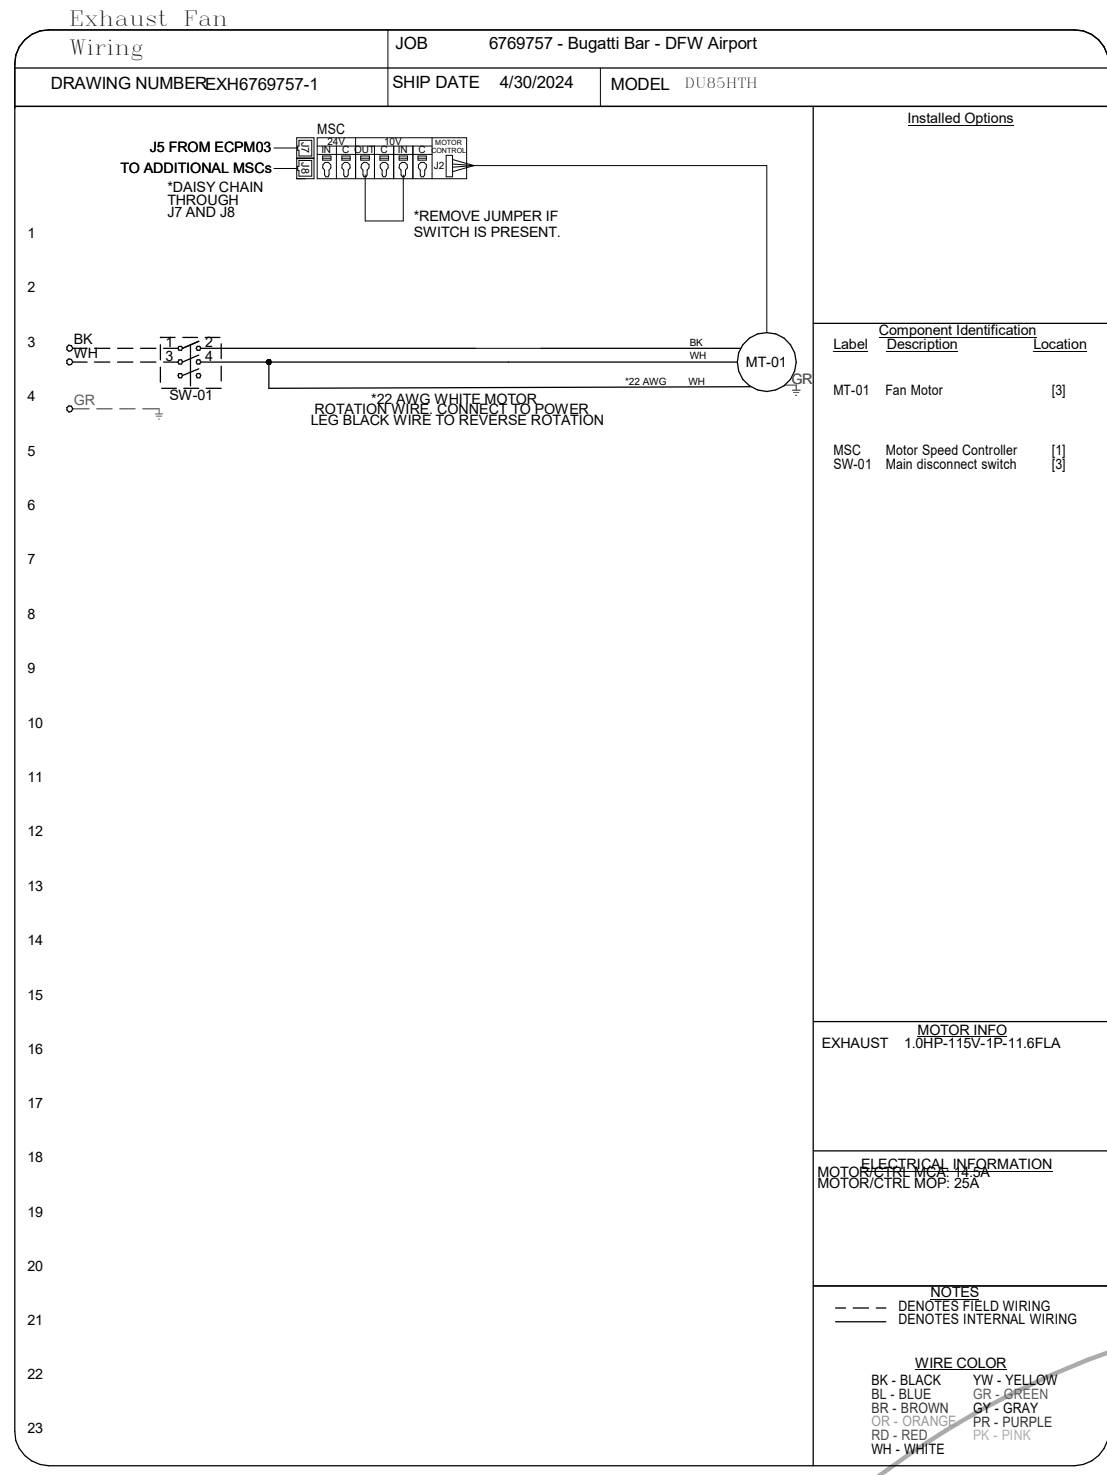 Exhaust Fan
Wiring
JOB 6769757 - Bugatti Bar - DFW Airport
DRAWING NUMBER EXH6769757-1
SHIP DATE 4/30/2024
MODEL DU85HTH
Installed Options
MSC
24V 10V MOTOR CONTROL
IN C OUT C IN C
J7
J8
J2
J5 FROM ECPM03
TO ADDITIONAL MSCs
*DAISY CHAIN
THROUGH
J7 AND J8
*REMOVE JUMPER IF
SWITCH IS PRESENT.
1
2
3
BK
WH
1 2
3 4
SW-01
BK
WH
*22 AWG WH
MT-01
GR
4
GR
*22 AWG WHITE MOTOR
ROTATION WIRE. CONNECT TO POWER
LEG BLACK WIRE TO REVERSE ROTATION
5
6
7
8
9
10
11
12
13
14
15
16
17
18
19
20
21
22
23
Component Identification
Label Description Location
MT-01 Fan Motor [3]
MSC Motor Speed Controller [1]
SW-01 Main disconnect switch [3]
MOTOR INFO
EXHAUST 1.0HP-115V-1P-11.6FLA
ELECTRICAL INFORMATION
MOTOR/CTRL MCA: 14.5A
MOTOR/CTRL MOP: 25A
NOTES
DENOTES FIELD WIRING
DENOTES INTERNAL WIRING
WIRE COLOR
BK - BLACK YW - YELLOW
BL - BLUE GR - GREEN
BR - BROWN GY - GRAY
OR - ORANGE PR - PURPLE
RD - RED PK - PINK
WH - WHITE